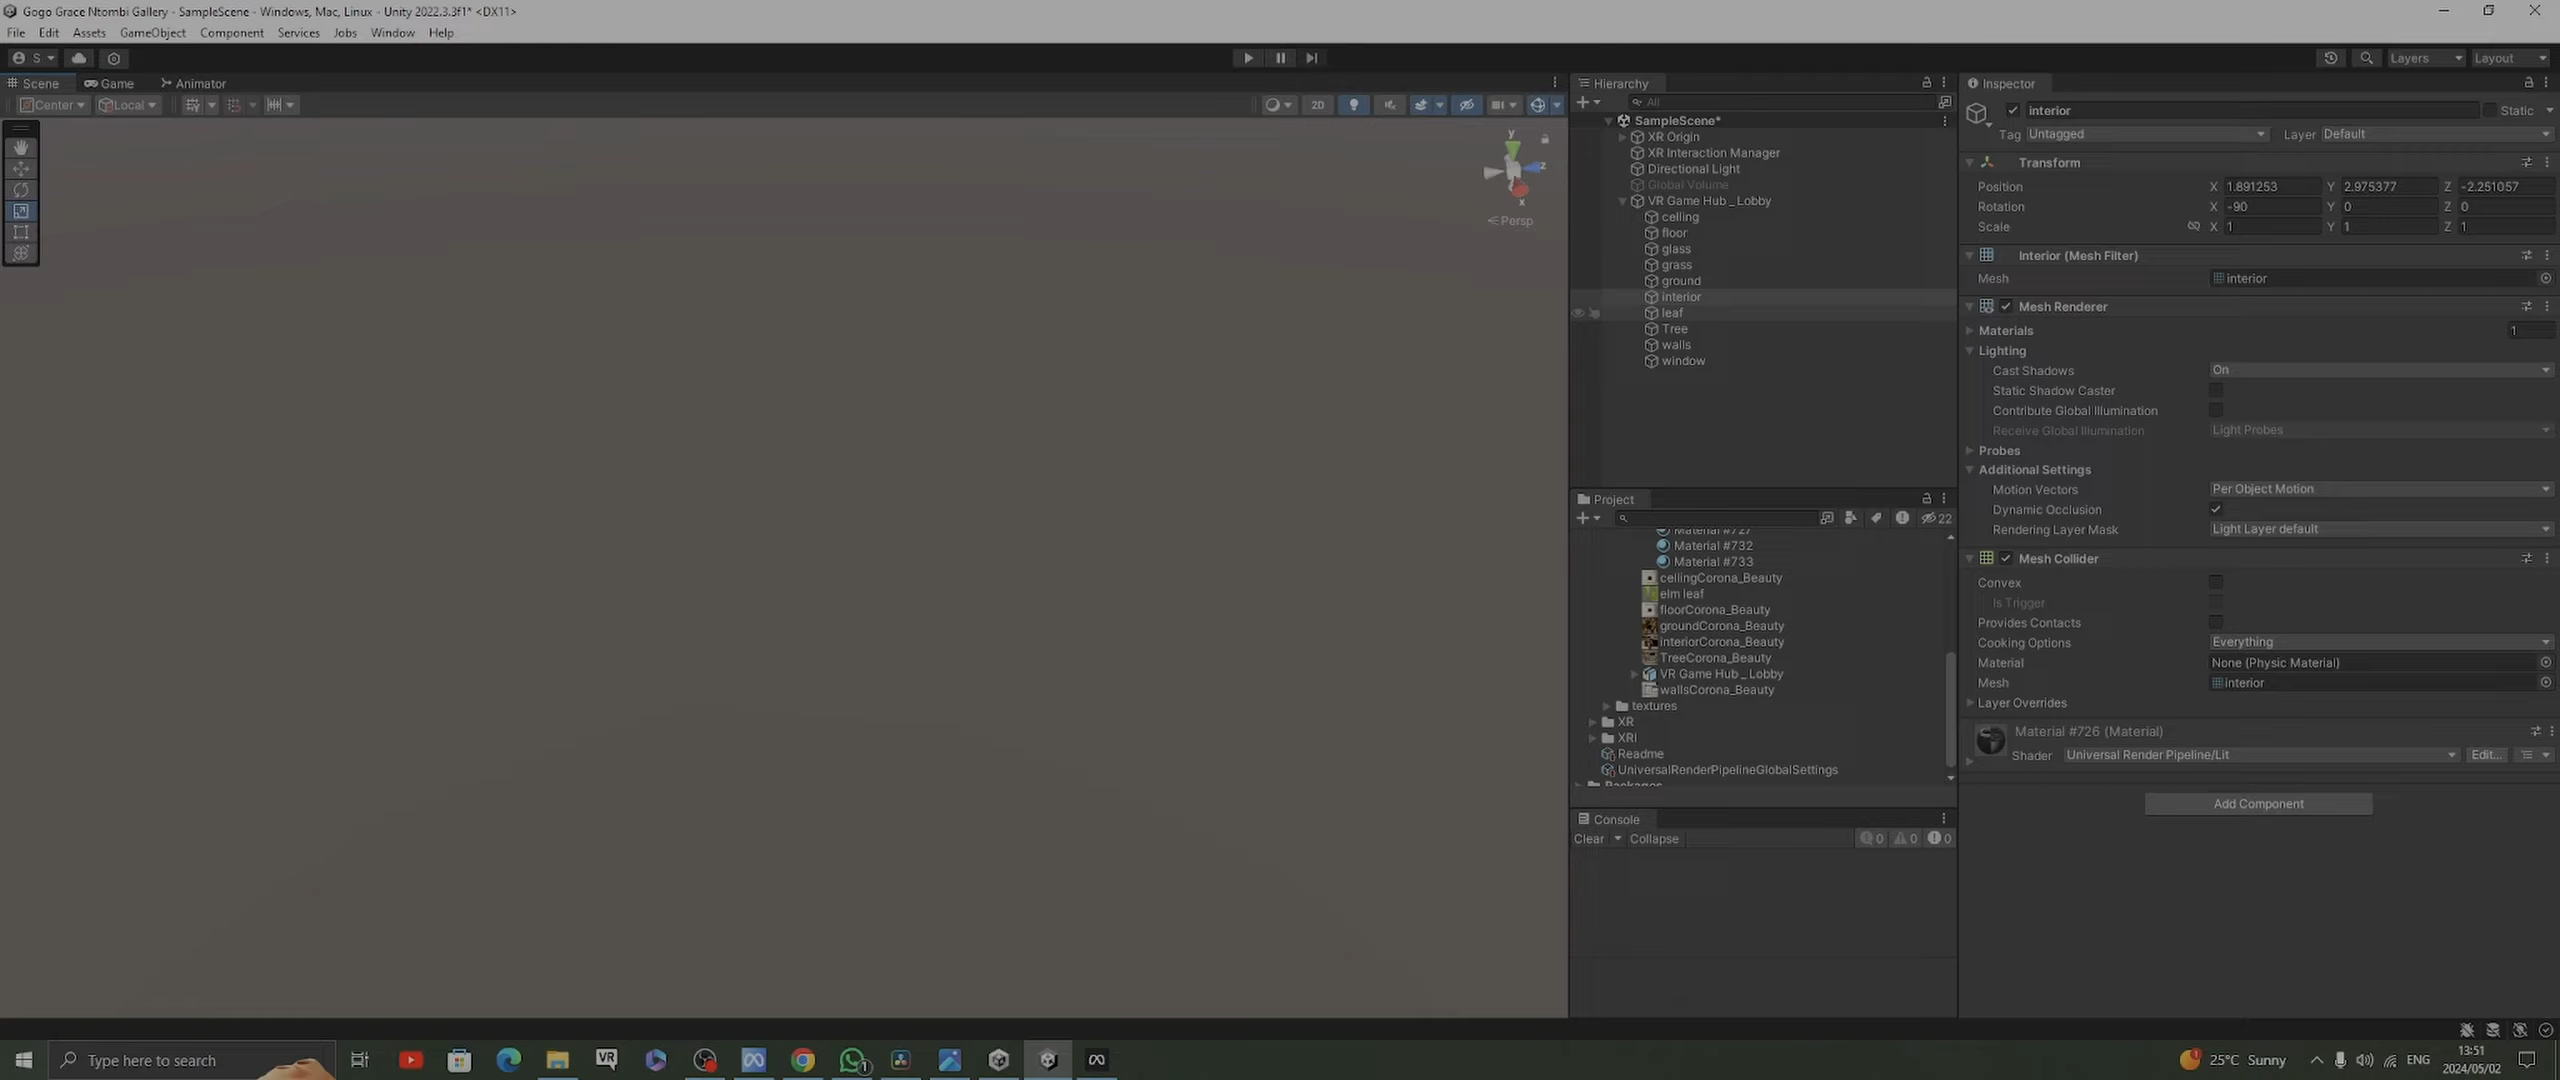 Gogo Grace Ntombi Gallery - SampleScene - Windows, Mac, Linux - Unity 2022.3.3f1* <DX11>
File Edit Assets GameObject Component Services Jobs Window Help
S
Layers Layout
Scene Game Animator
Center Local 2D
y
z
x
Persp
Hierarchy
All
SampleScene*
XR Origin
XR Interaction Manager
Directional Light
Global Volume
VR Game Hub _ Lobby
celling
floor
glass
grass
ground
interior
leaf
Tree
walls
window
Project
22
Material #727
Material #732
Material #733
cellingCorona_Beauty
elm leaf
floorCorona_Beauty
groundCorona_Beauty
interiorCorona_Beauty
TreeCorona_Beauty
VR Game Hub _ Lobby
wallsCorona_Beauty
textures
XR
XRI
Readme
UniversalRenderPipelineGlobalSettings
Packages
Console
Clear Collapse 0 0 0
Inspector
interior Static
Tag Untagged Layer Default
Transform
Position X 1.891253 Y 2.975377 Z -2.251057
Rotation X -90 Y 0 Z 0
Scale X 1 Y 1 Z 1
Interior (Mesh Filter)
Mesh interior
Mesh Renderer
Materials 1
Lighting
Cast Shadows On
Static Shadow Caster
Contribute Global Illumination
Receive Global Illumination Light Probes
Probes
Additional Settings
Motion Vectors Per Object Motion
Dynamic Occlusion
Rendering Layer Mask Light Layer default
Mesh Collider
Convex
Is Trigger
Provides Contacts
Cooking Options Everything
Material None (Physic Material)
Mesh interior
Layer Overrides
Material #726 (Material)
Shader Universal Render Pipeline/Lit Edit...
Add Component
Type here to search
VR
1
25°C Sunny
ENG
13:51
2024/05/02